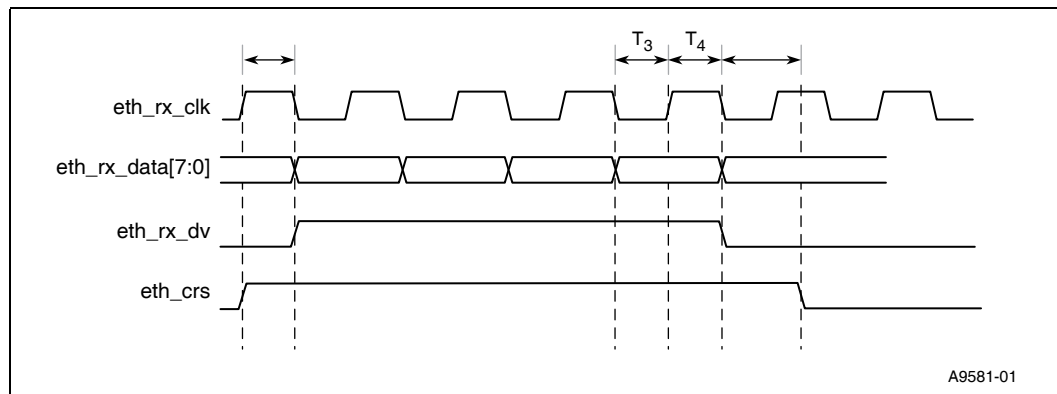 T3 T4
eth_rx_clk
eth_rx_data[7:0]
eth_rx_dv
eth_crs
A9581-01